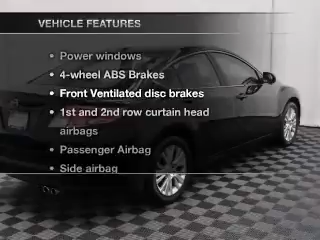 VEHICLE FEATURES
• Power windows
• 4-wheel ABS Brakes
• Front Ventilated disc brakes
• 1st and 2nd row curtain head
airbags
• Passenger Airbag
• Side airbag